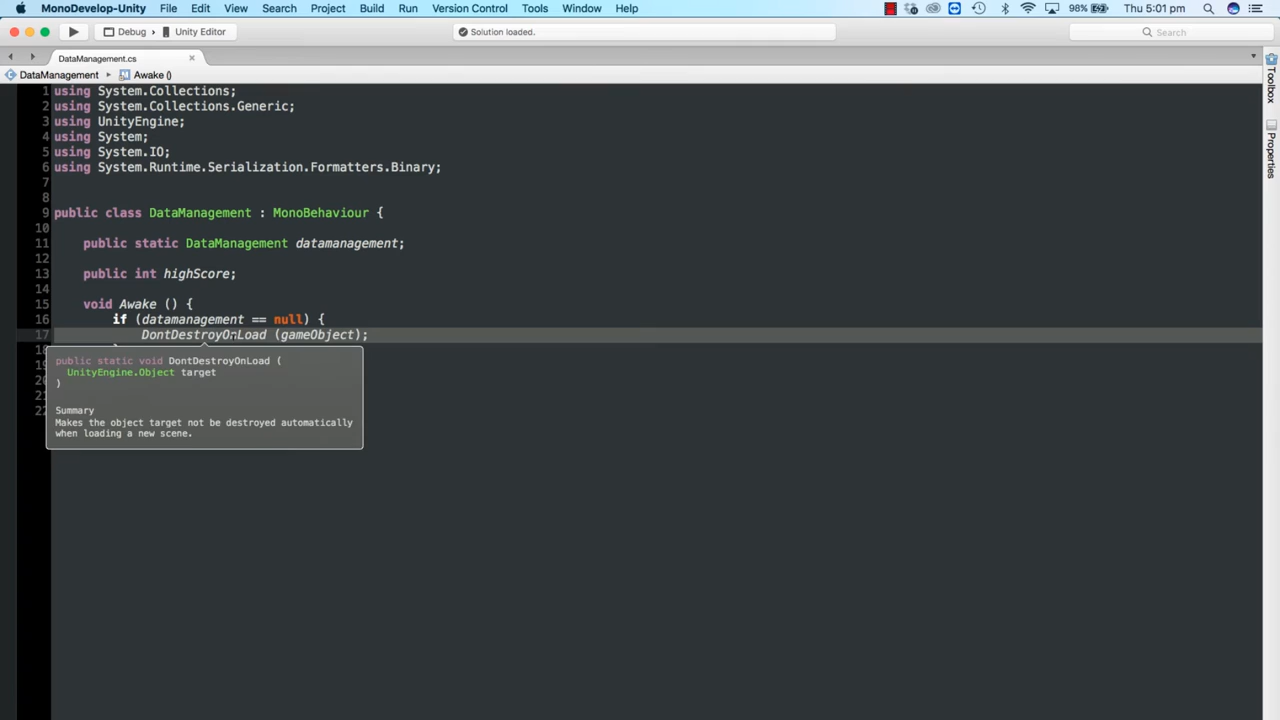 MonoDevelop-Unity File Edit View Search Project Build Run Version Control Tools Window Help 98% Thu 5:01 pm
Debug Unity Editor Solution loaded. Search
DataManagement.cs
DataManagement Awake ()
1 using System.Collections;
2 using System.Collections.Generic;
3 using UnityEngine;
4 using System;
5 using System.IO;
6 using System.Runtime.Serialization.Formatters.Binary;
7
8
9 public class DataManagement : MonoBehaviour {
10
11 public static DataManagement datamanagement;
12
13 public int highScore;
14
15 void Awake () {
16 if (datamanagement == null) {
17 DontDestroyOnLoad (gameObject);
public static void DontDestroyOnLoad (
UnityEngine.Object target
)
Summary
Makes the object target not be destroyed automatically
when loading a new scene.
Toolbox
Properties